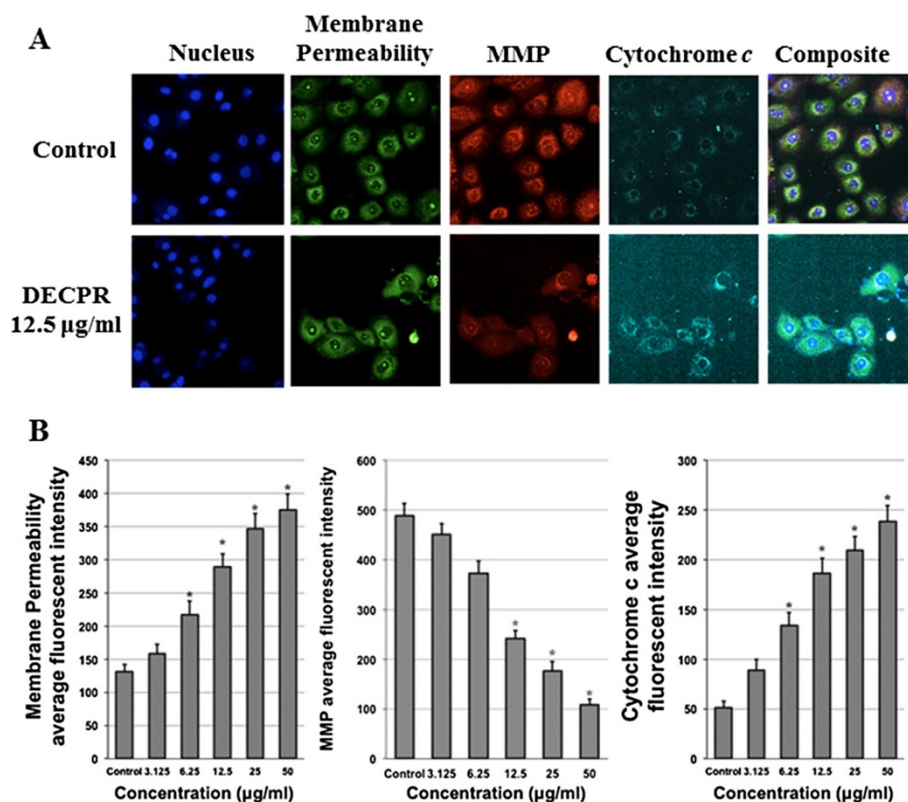 A
Nucleus
Membrane
Permeability
MMP
Cytochrome c
Composite
Control
DECPR
12.5 µg/ml
B
Membrane Permeability
average fluorescent intensity
450
400
350
300
250
200
150
100
50
0
*
*
*
*
Control 3.125 6.25 12.5 25 50
Concentration (µg/ml)
MMP average fluorescent intensity
600
500
400
300
200
100
0
*
*
*
Control 3.125 6.25 12.5 25 50
Concentration (µg/ml)
Cytochrome c average
fluorescent intensity
300
250
200
150
100
50
0
*
*
*
*
Control 3.125 6.25 12.5 25 50
Concentration (µg/ml)